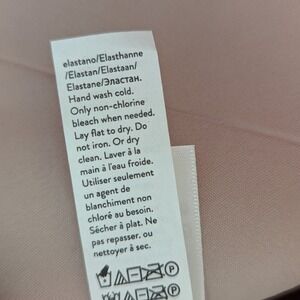 elastano/Elasthanne
/Elastan/Elastaan/
Elastane/Эластан.
Hand wash cold.
Only non-chlorine
bleach when needed.
Lay flat to dry. Do
not iron. Or dry
clean. Laver à la
main à l'eau froide.
Utiliser seulement
un agent de
blanchiment non
chloré au besoin.
Sécher à plat. Ne
pas repasser. ou
nettoyer à sec.